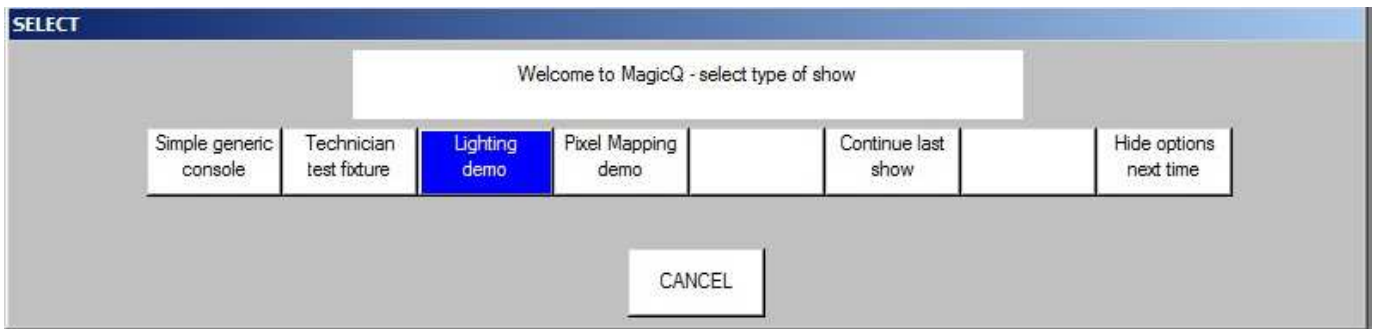 SELECT
Welcome to MagicQ - select type of show
Simple generic
console
Technician
test fixture
Lighting
demo
Pixel Mapping
demo
Continue last
show
Hide options
next time
CANCEL